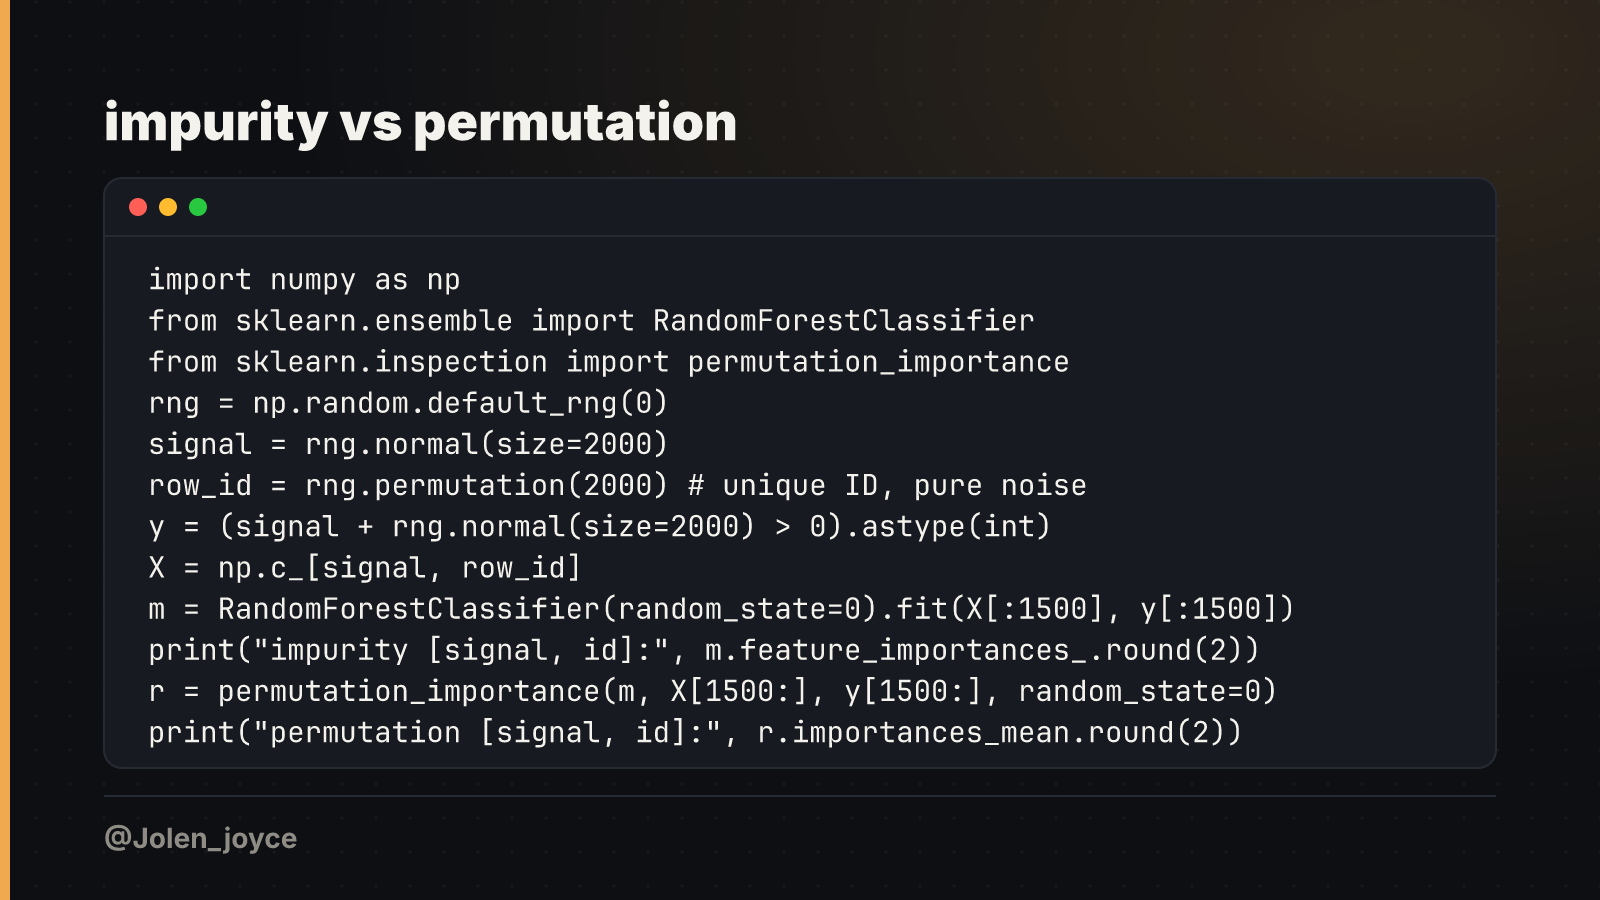 impurity vs permutation
import numpy as np
from sklearn.ensemble import RandomForestClassifier
from sklearn.inspection import permutation_importance
rng = np.random.default_rng(0)
signal = rng.normal(size=2000)
row_id = rng.permutation(2000) # unique ID, pure noise
y = (signal + rng.normal(size=2000) > 0).astype(int)
X = np.c_[signal, row_id]
m = RandomForestClassifier(random_state=0).fit(X[:1500], y[:1500])
print("impurity [signal, id]:", m.feature_importances_.round(2))
r = permutation_importance(m, X[1500:], y[1500:], random_state=0)
print("permutation [signal, id]:", r.importances_mean.round(2))
@Jolen_joyce